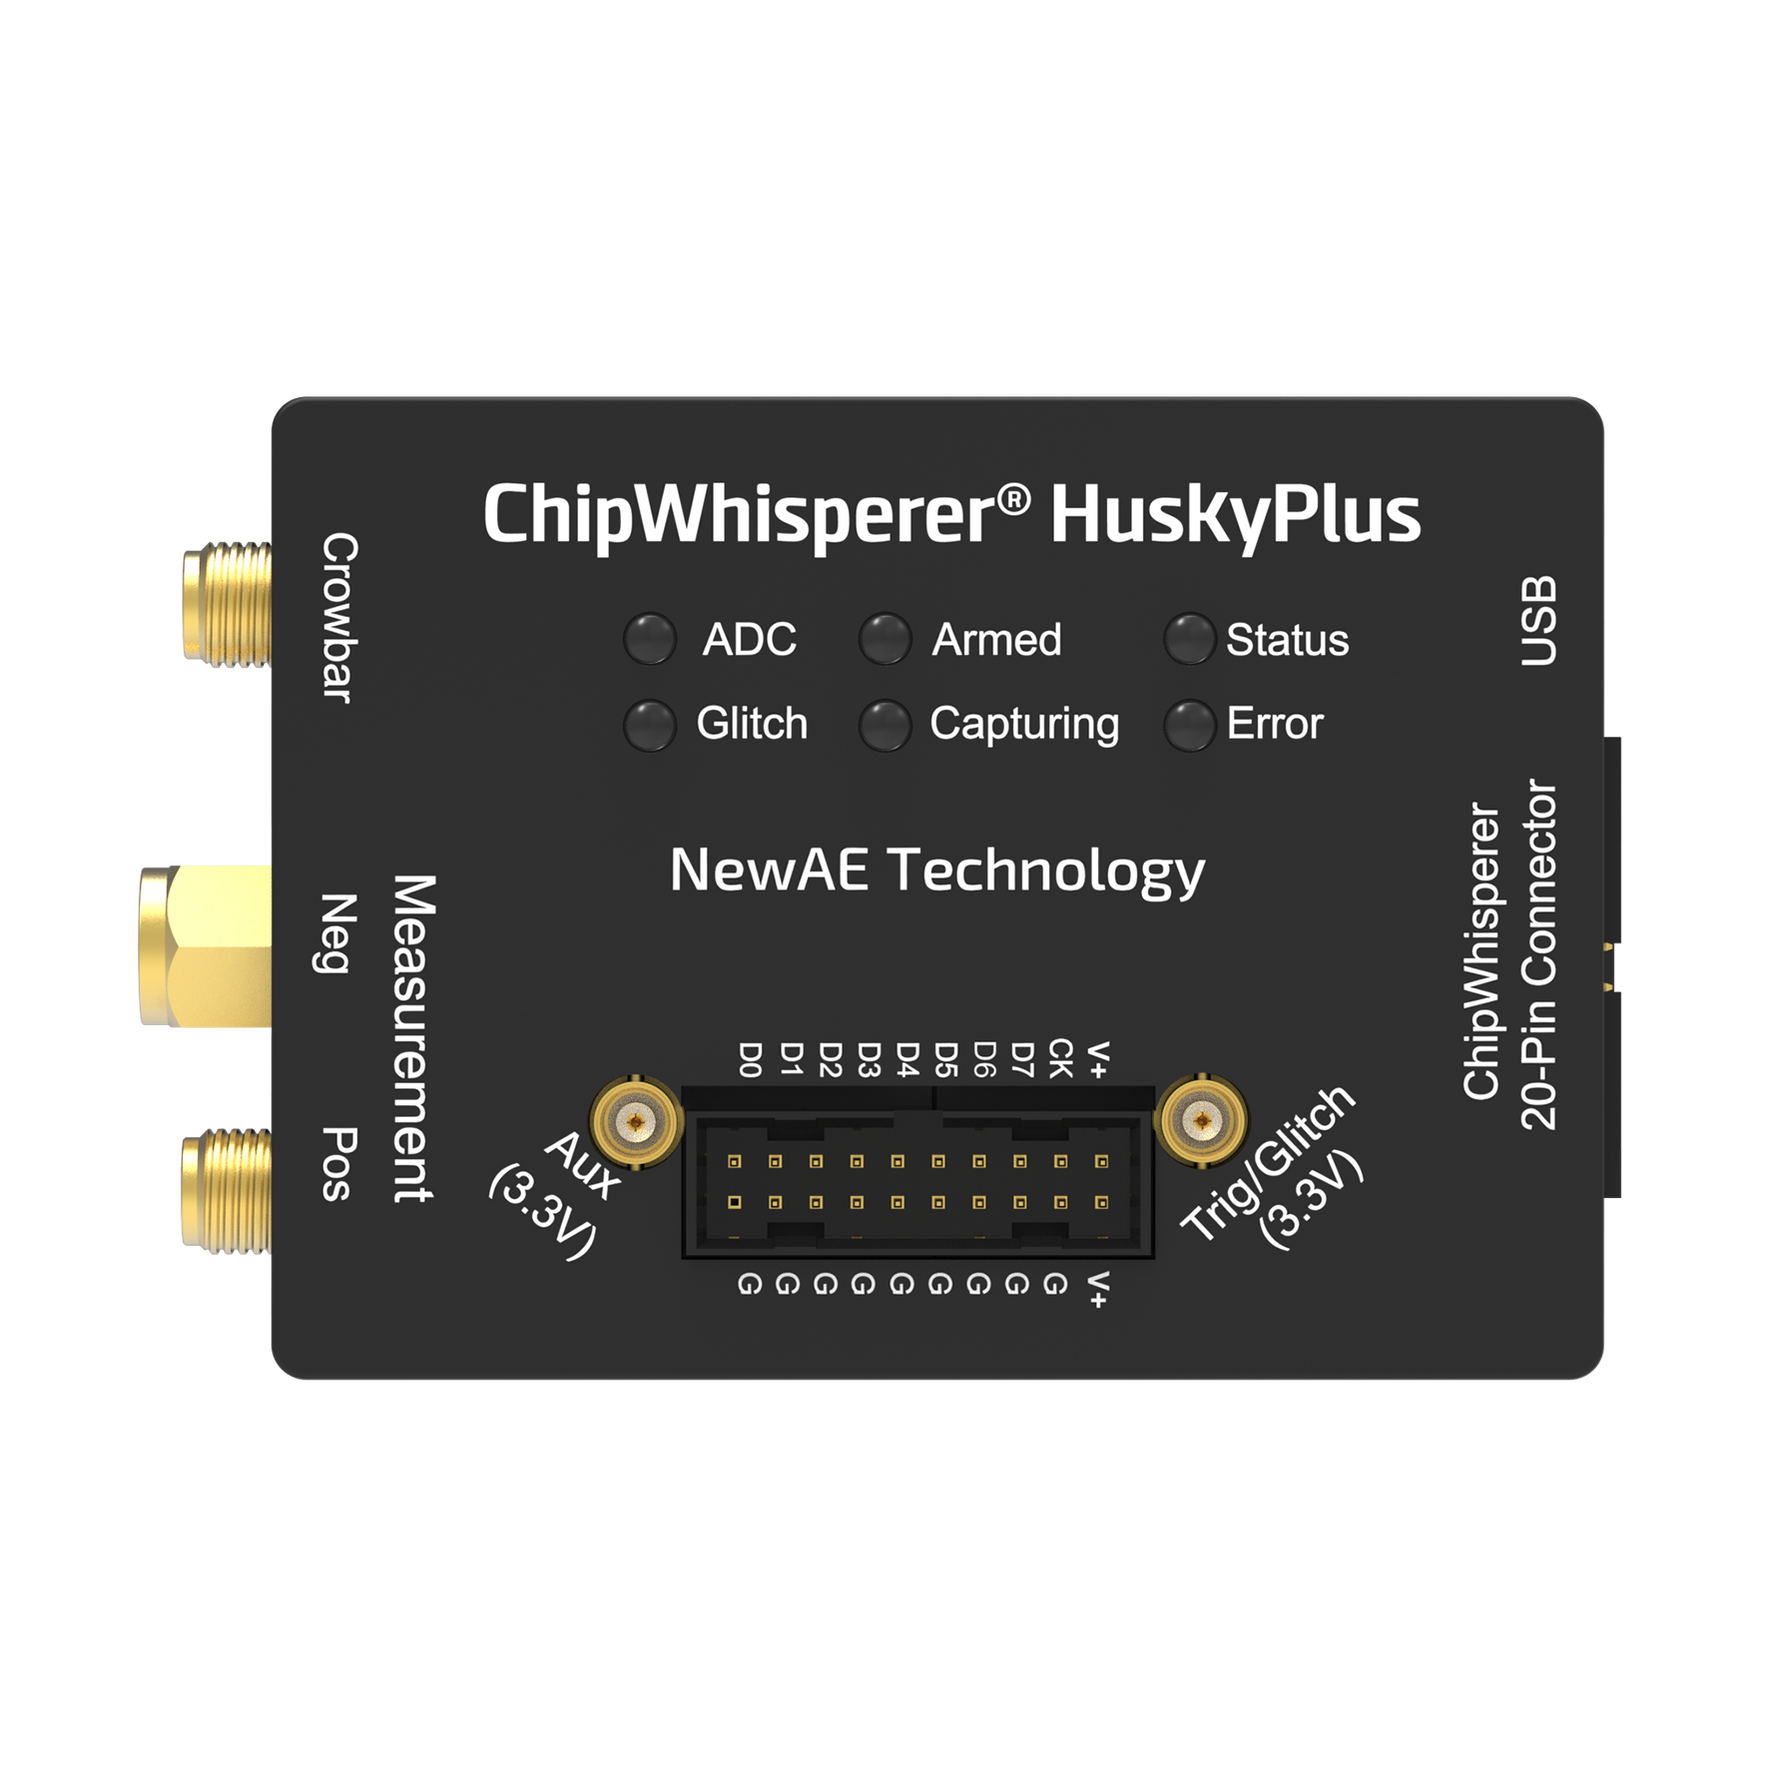 ChipWhisperer® HuskyPlus
ADC
Armed
Status
Glitch
Capturing
Error
NewAE Technology
Crowbar
Neg
Pos
Measurement
USB
ChipWhisperer
20-Pin Connector
D0 D1 D2 D3 D4 D5 D6 D7 CK V+
Aux
(3.3V)
Trig/Glitch
(3.3V)
G G G G G G G G G V+